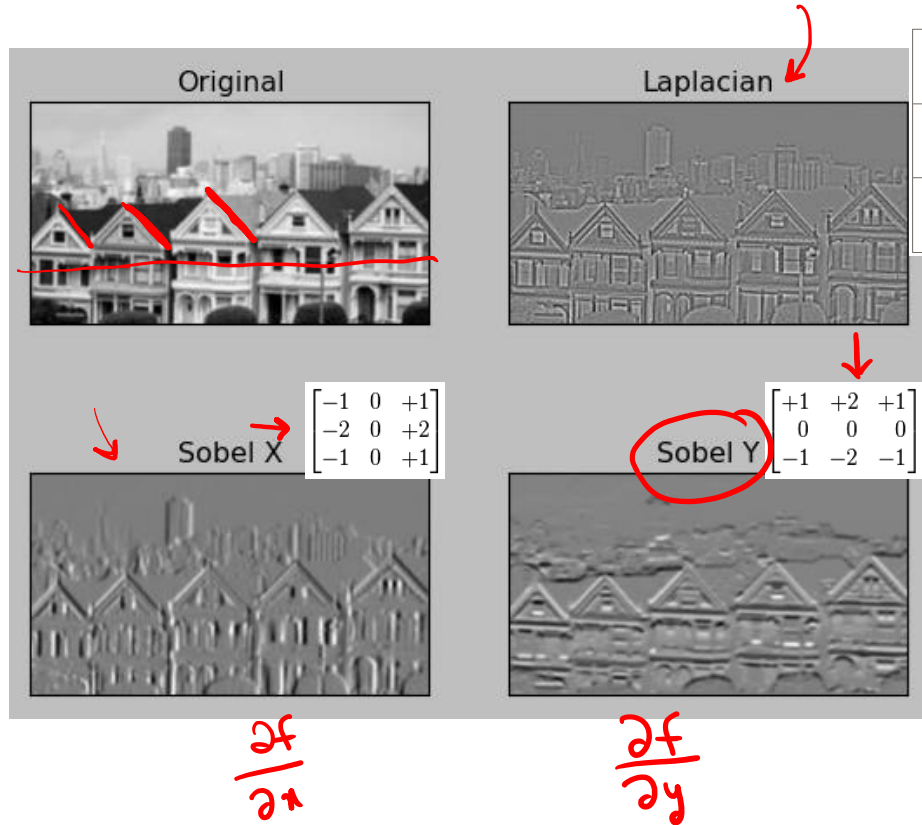 Original
Laplacian
Sobel X
[−1 0 +1]
[−2 0 +2]
[−1 0 +1]
Sobel Y
[+1 +2 +1]
[0 0 0]
[−1 −2 −1]
∂f
∂x
∂f
∂y